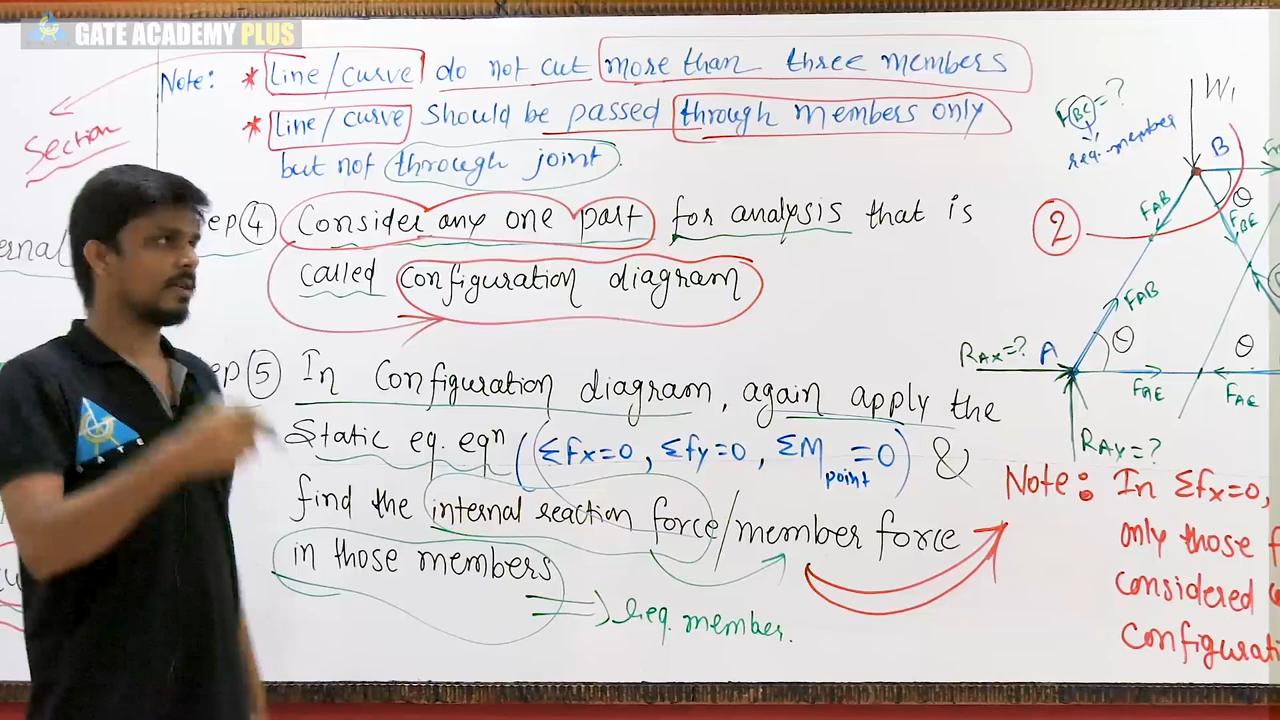 GATE ACADEMY PLUS
Note: * Line/curve do not cut more than three members
* Line/curve should be passed through members only
but not through joint.
Section
ep ④ Consider any one part for analysis that is
called configuration diagram
ernal
ep ⑤ In configuration diagram, again apply the
Static eq. eqn (Σfx=0, Σfy=0, ΣM point =0) &
find the internal reaction force/member force
in those members
⇒ req. member.
FBC=?
req. member
W1
B
θ
FAB
FBE
②
FAB
θ
θ
RAX=? A
FAE
FAE
RAY=?
Note: In Σfx=0,
only those f
considered
configurati